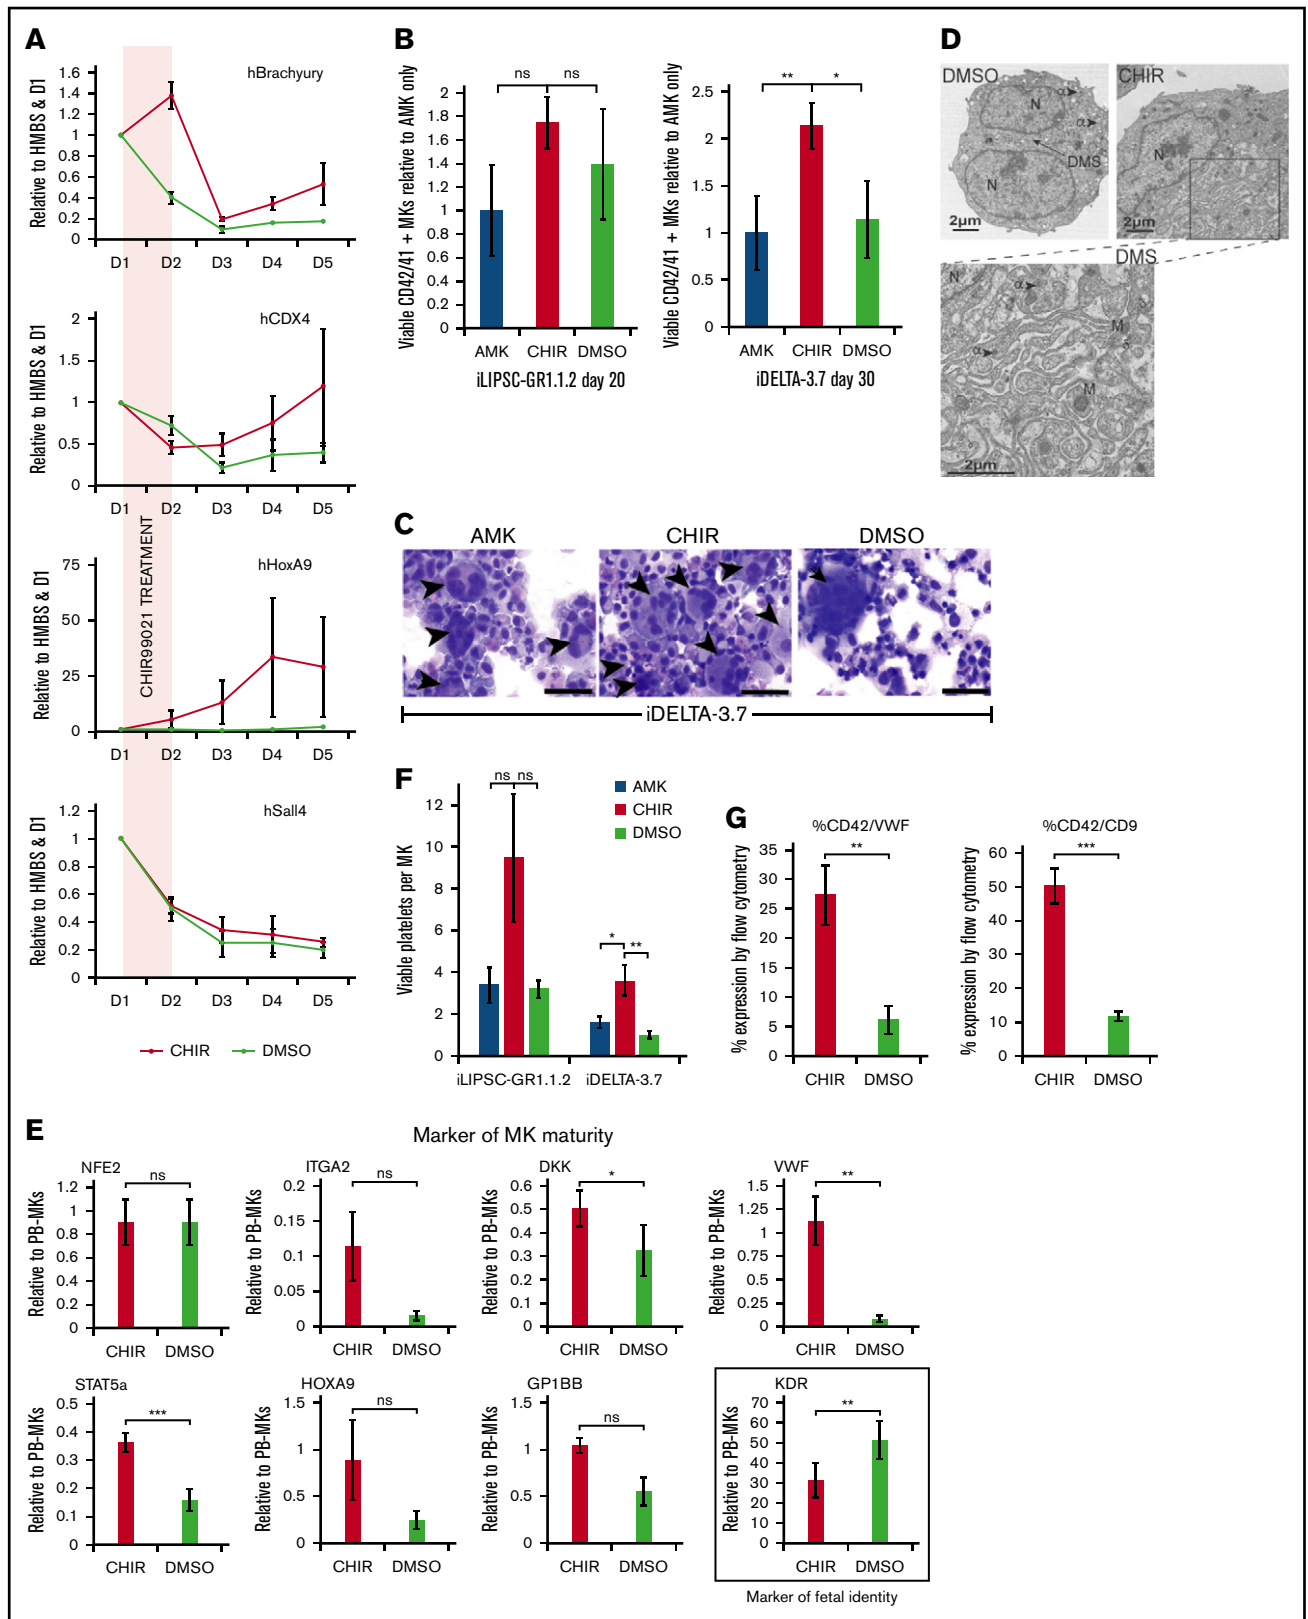 A
hBrachyury
Relative to HMBS & D1
1.6
1.4
1.2
1
0.8
0.6
0.4
0.2
0
D1 D2 D3 D4 D5
hCDX4
Relative to HMBS & D1
2
1.5
1
0.5
0
D1 D2 D3 D4 D5
CHIR99021 TREATMENT
hHoxA9
Relative to HMBS & D1
75
50
25
0
D1 D2 D3 D4 D5
hSall4
Relative to HMBS & D1
1.2
1
0.8
0.6
0.4
0.2
0
D1 D2 D3 D4 D5
CHIR DMSO
B
Viable CD42/41 + MKs relative to AMK only
ns ns
2
1.8
1.6
1.4
1.2
1
0.8
0.6
0.4
0.2
0
AMK CHIR DMSO
iLIPSC-GR1.1.2 day 20
Viable CD42/41 + MKs relative to AMK only
** *
2.5
2
1.5
1
0.5
0
AMK CHIR DMSO
iDELTA-3.7 day 30
C
AMK CHIR DMSO
iDELTA-3.7
D
DMSO
N
α
α
DMS
N
2μm
CHIR
N
2μm
DMS
N
α
M
α
M
2μm
F
Viable platelets per MK
ns ns
AMK
CHIR
DMSO
12
10
8
6
4
2
0
* **
iLIPSC-GR1.1.2 iDELTA-3.7
G
%CD42/VWF
% expression by flow cytometry
**
35
30
25
20
15
10
5
0
CHIR DMSO
%CD42/CD9
% expression by flow cytometry
***
60
50
40
30
20
10
0
CHIR DMSO
E
Marker of MK maturity
NFE2
Relative to PB-MKs
ns
1.2
1
0.8
0.6
0.4
0.2
0
CHIR DMSO
ITGA2
Relative to PB-MKs
ns
0.2
0.15
0.1
0.05
0
CHIR DMSO
DKK
Relative to PB-MKs
*
0.6
0.5
0.4
0.3
0.2
0.1
0
CHIR DMSO
VWF
Relative to PB-MKs
**
1.5
1.25
1
0.75
0.5
0.25
0
CHIR DMSO
STAT5a
Relative to PB-MKs
***
0.5
0.4
0.3
0.2
0.1
0
CHIR DMSO
HOXA9
Relative to PB-MKs
ns
1.5
1
0.5
0
CHIR DMSO
GP1BB
Relative to PB-MKs
ns
1.5
1
0.5
0
CHIR DMSO
KDR
Relative to PB-MKs
**
70
60
50
40
30
20
10
0
CHIR DMSO
Marker of fetal identity